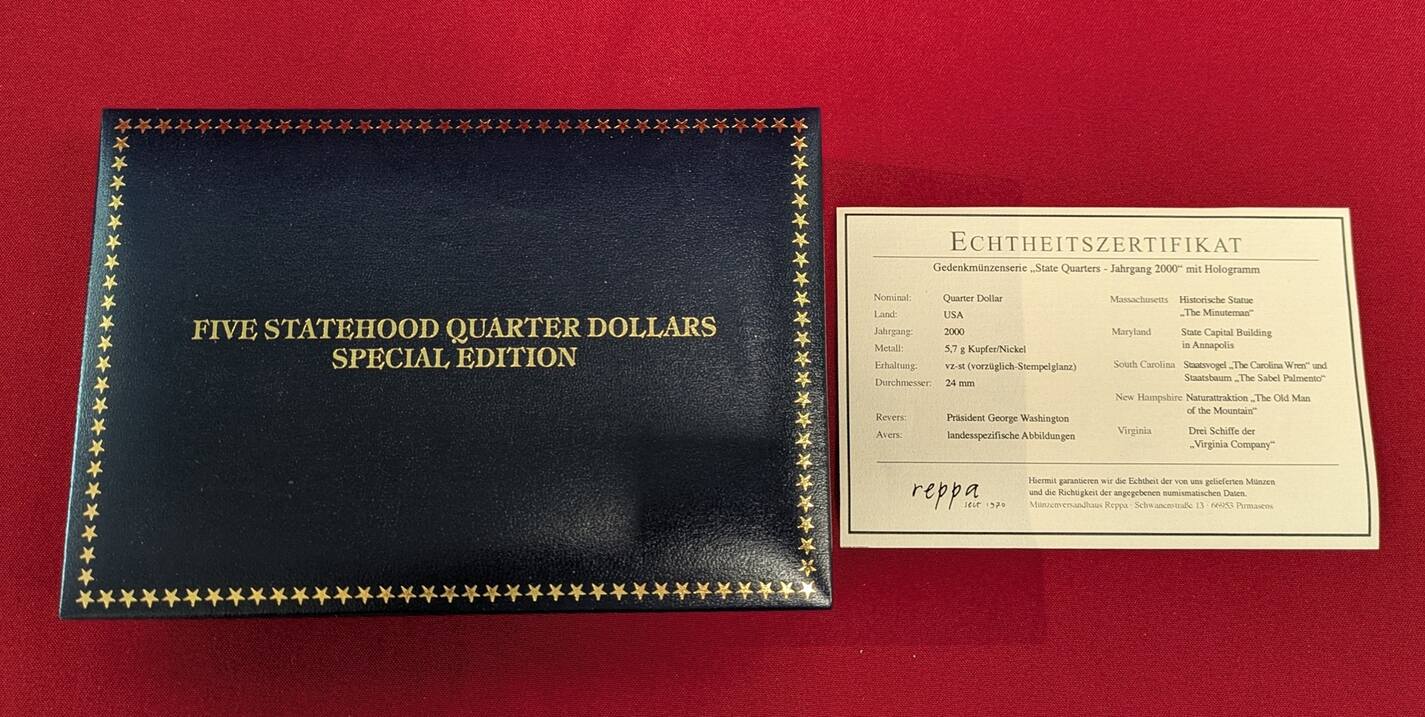 FIVE STATEHOOD QUARTER DOLLARS
SPECIAL EDITION
ECHTHEITSZERTIFIKAT
Gedenkmünzenserie „State Quarters - Jahrgang 2000“ mit Hologramm
Nominal: Quarter Dollar
Land: USA
Jahrgang: 2000
Metall: 5,7 g Kupfer/Nickel
Erhaltung: vz-st (vorzüglich-Stempelglanz)
Durchmesser: 24 mm
Revers: Präsident George Washington
Avers: landesspezifische Abbildungen
Massachusetts Historische Statue
„The Minuteman“
Maryland State Capital Building
in Annapolis
South Carolina Staatsvogel „The Carolina Wren“ und
Staatsbaum „The Sabel Palmento“
New Hampshire Naturattraktion „The Old Man
of the Mountain“
Virginia Drei Schiffe der
„Virginia Company“
reppa
seit 1970
Hiermit garantieren wir die Echtheit der von uns gelieferten Münzen
und die Richtigkeit der angegebenen numismatischen Daten.
Münzenversandhaus Reppa · Schwanenstraße 13 · 66953 Pirmasens